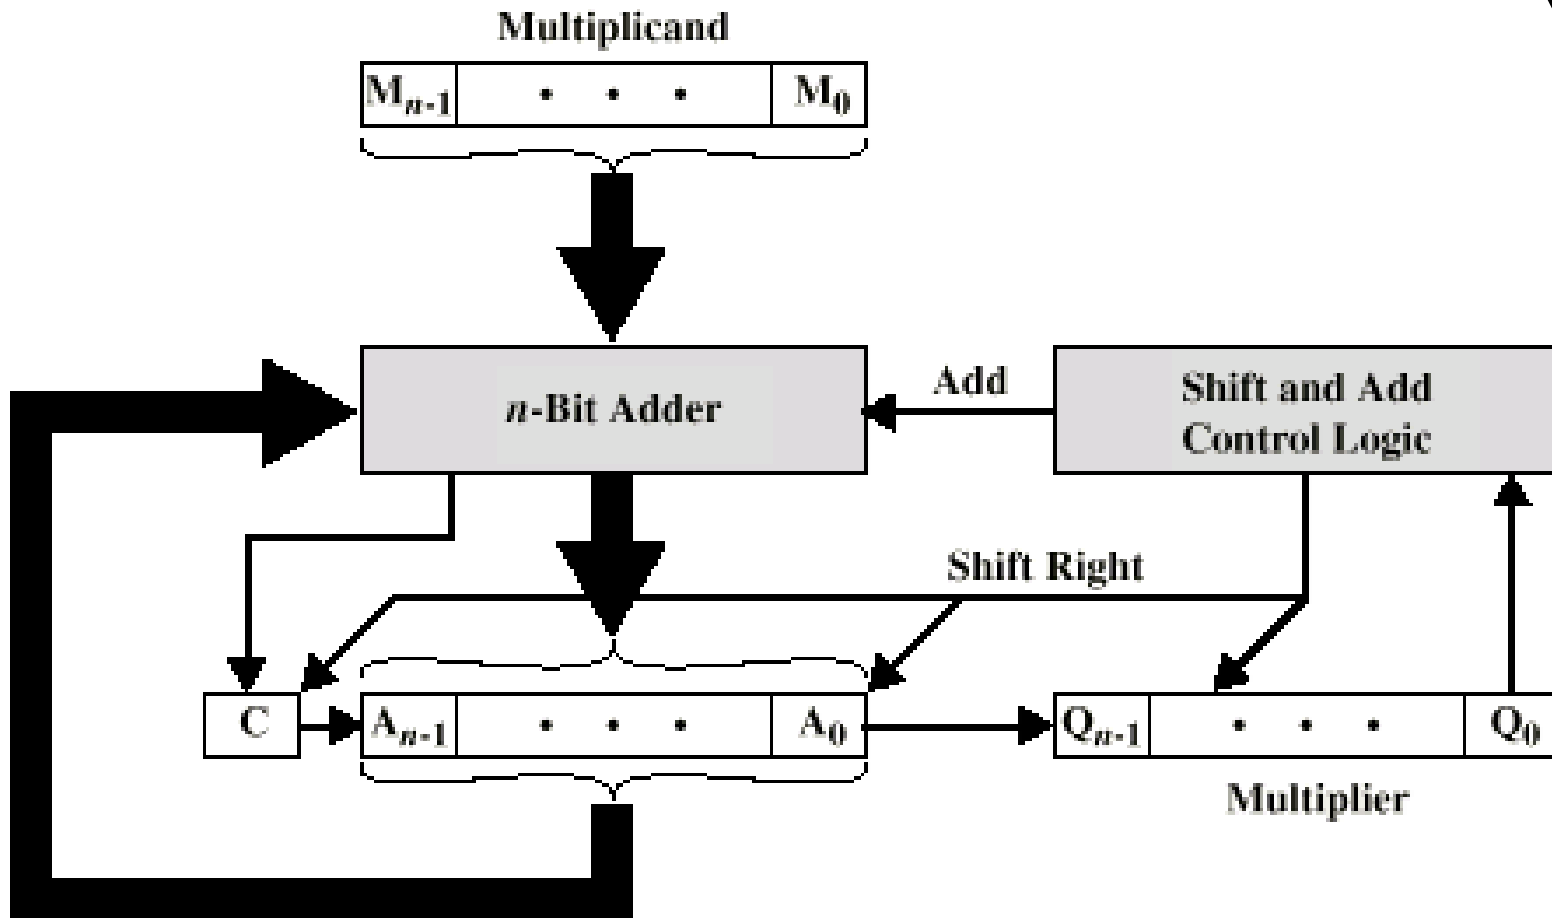 Multiplicand
Mn-1 • • • M0
n-Bit Adder
Add
Shift and Add
Control Logic
Shift Right
C
An-1 • • • A0
Qn-1 • • • Q0
Multiplier